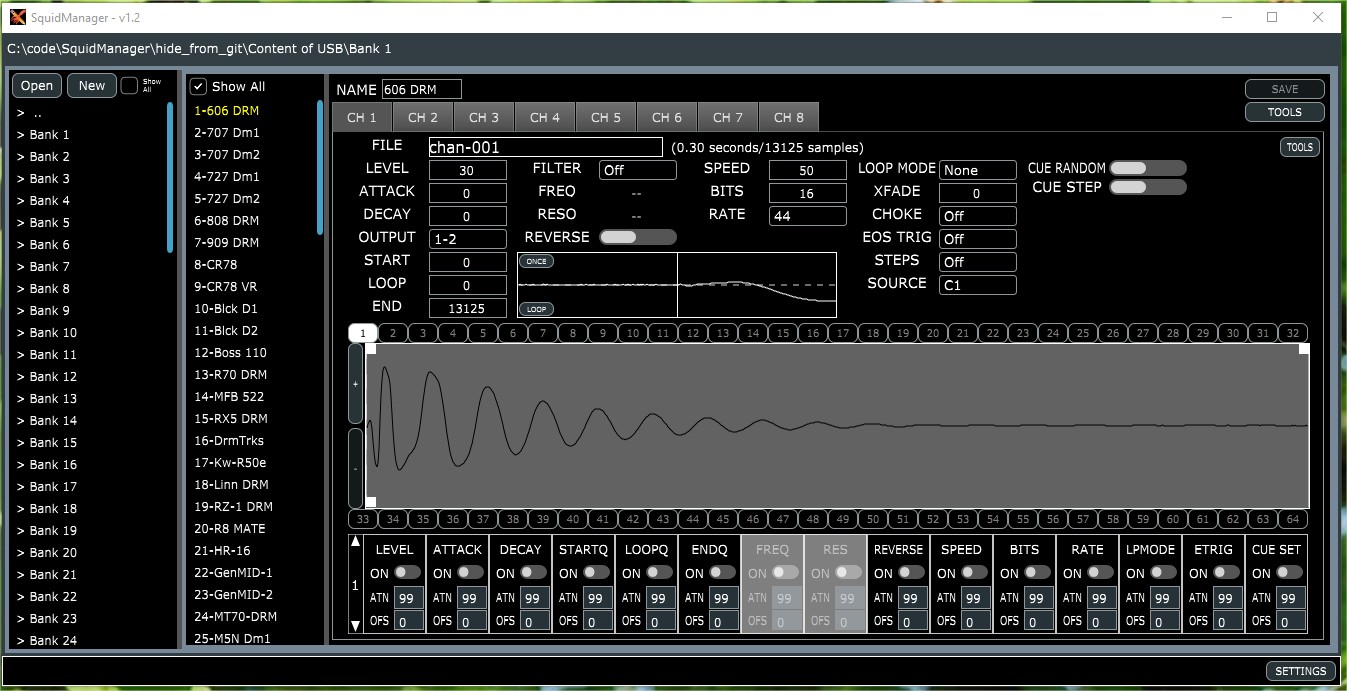 SquidManager - v1.2
C:\code\SquidManager\hide_from_git\Content of USB\Bank 1
Open New Show All
> ..
> Bank 1
> Bank 2
> Bank 3
> Bank 4
> Bank 5
> Bank 6
> Bank 7
> Bank 8
> Bank 9
> Bank 10
> Bank 11
> Bank 12
> Bank 13
> Bank 14
> Bank 15
> Bank 16
> Bank 17
> Bank 18
> Bank 19
> Bank 20
> Bank 21
> Bank 22
> Bank 23
> Bank 24
Show All
1-606 DRM
2-707 Dm1
3-707 Dm2
4-727 Dm1
5-727 Dm2
6-808 DRM
7-909 DRM
8-CR78
9-CR78 VR
10-Blck D1
11-Blck D2
12-Boss 110
13-R70 DRM
14-MFB 522
15-RX5 DRM
16-DrmTrks
17-Kw-R50e
18-Linn DRM
19-RZ-1 DRM
20-R8 MATE
21-HR-16
22-GenMID-1
23-GenMID-2
24-MT70-DRM
25-M5N Dm1
NAME 606 DRM SAVE
TOOLS
CH 1 CH 2 CH 3 CH 4 CH 5 CH 6 CH 7 CH 8
FILE chan-001 (0.30 seconds/13125 samples) TOOLS
LEVEL 30 FILTER Off SPEED 50 LOOP MODE None CUE RANDOM
ATTACK 0 FREQ -- BITS 16 XFADE 0 CUE STEP
DECAY 0 RESO -- RATE 44 CHOKE Off
OUTPUT 1-2 REVERSE EOS TRIG Off
START 0 ONCE STEPS Off
LOOP 0 SOURCE C1
END 13125 LOOP
1 2 3 4 5 6 7 8 9 10 11 12 13 14 15 16 17 18 19 20 21 22 23 24 25 26 27 28 29 30 31 32
+
-
33 34 35 36 37 38 39 40 41 42 43 44 45 46 47 48 49 50 51 52 53 54 55 56 57 58 59 60 61 62 63 64
LEVEL ATTACK DECAY STARTQ LOOPQ ENDQ FREQ RES REVERSE SPEED BITS RATE LPMODE ETRIG CUE SET
ON ON ON ON ON ON ON ON ON ON ON ON ON ON ON
1
ATN 99 ATN 99 ATN 99 ATN 99 ATN 99 ATN 99 ATN 99 ATN 99 ATN 99 ATN 99 ATN 99 ATN 99 ATN 99 ATN 99 ATN 99
OFS 0 OFS 0 OFS 0 OFS 0 OFS 0 OFS 0 OFS 0 OFS 0 OFS 0 OFS 0 OFS 0 OFS 0 OFS 0 OFS 0 OFS 0
SETTINGS